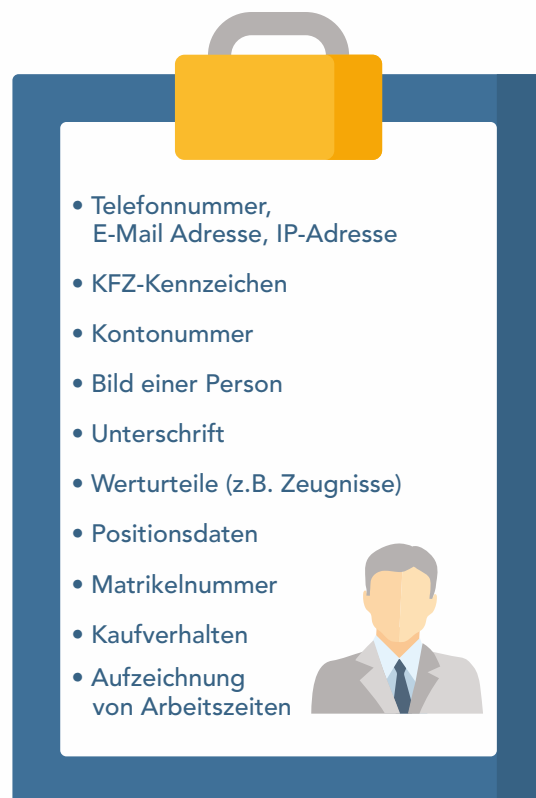 • Telefonnummer,
E-Mail Adresse, IP-Adresse
• KFZ-Kennzeichen
• Kontonummer
• Bild einer Person
• Unterschrift
• Werturteile (z.B. Zeugnisse)
• Positionsdaten
• Matrikelnummer
• Kaufverhalten
• Aufzeichnung
von Arbeitszeiten